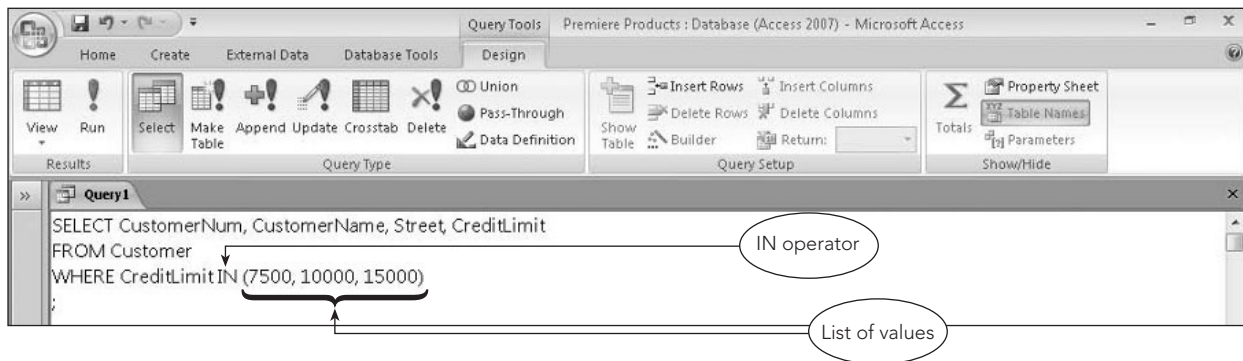 Query Tools
Premiere Products : Database (Access 2007) - Microsoft Access
Home Create External Data Database Tools Design
View
Run
Results
Select
Make Table
Append
Update
Crosstab
Delete
Union
Pass-Through
Data Definition
Query Type
Show Table
Insert Rows
Delete Rows
Builder
Insert Columns
Delete Columns
Return:
Query Setup
Totals
Property Sheet
XYZ
Table Names
[?]
Parameters
Show/Hide
Query1
SELECT CustomerNum, CustomerName, Street, CreditLimit
FROM Customer
WHERE CreditLimit IN (7500, 10000, 15000)
;
IN operator
List of values